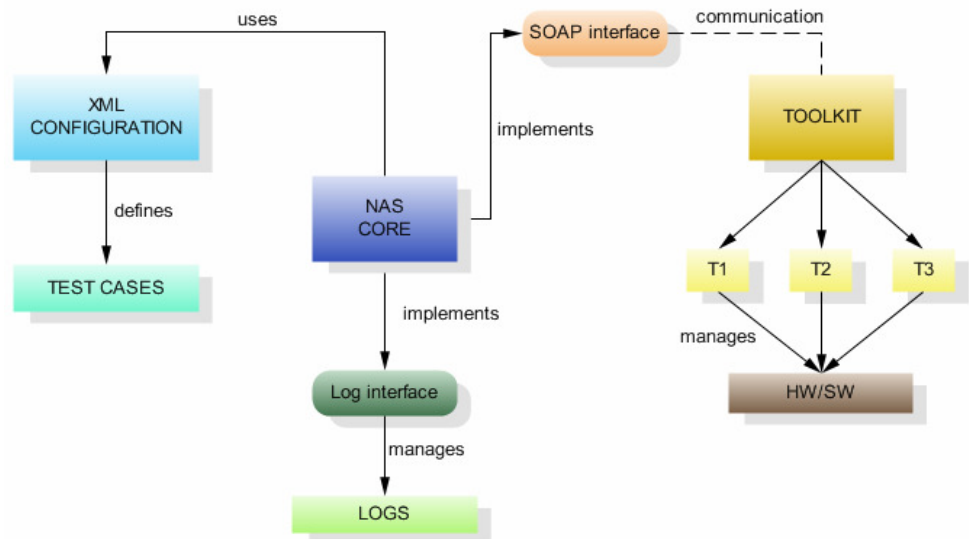 uses
communication
SOAP interface
XML
CONFIGURATION
TOOLKIT
implements
NAS
CORE
defines
T1
T2
T3
TEST CASES
implements
manages
Log interface
HW/SW
manages
LOGS